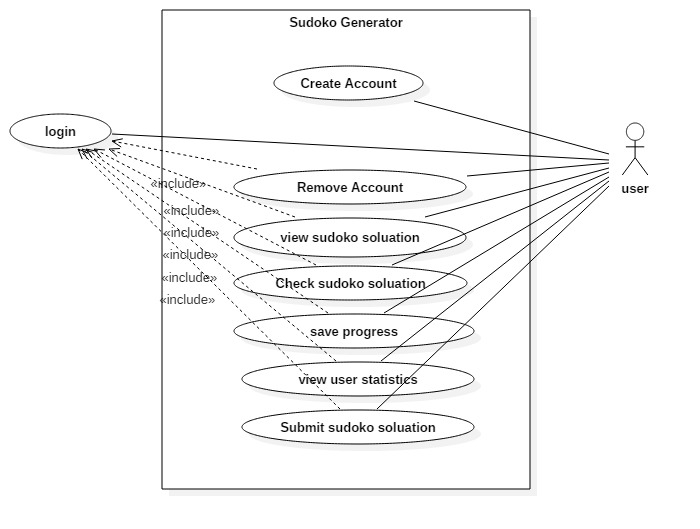 Sudoko Generator
Create Account
login
user
«include»
Remove Account
«include»
«include»
view sudoko soluation
«include»
«include»
Check sudoko soluation
«include»
save progress
view user statistics
Submit sudoko soluation